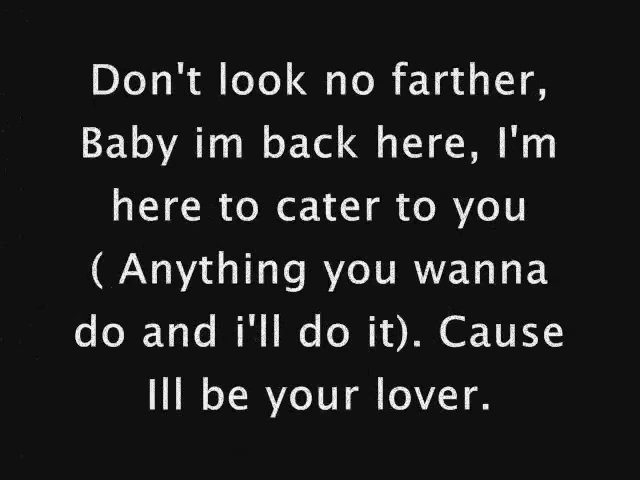 Don't look no farther,
Baby im back here, I'm
here to cater to you
( Anything you wanna
do and i'll do it). Cause
Ill be your lover.